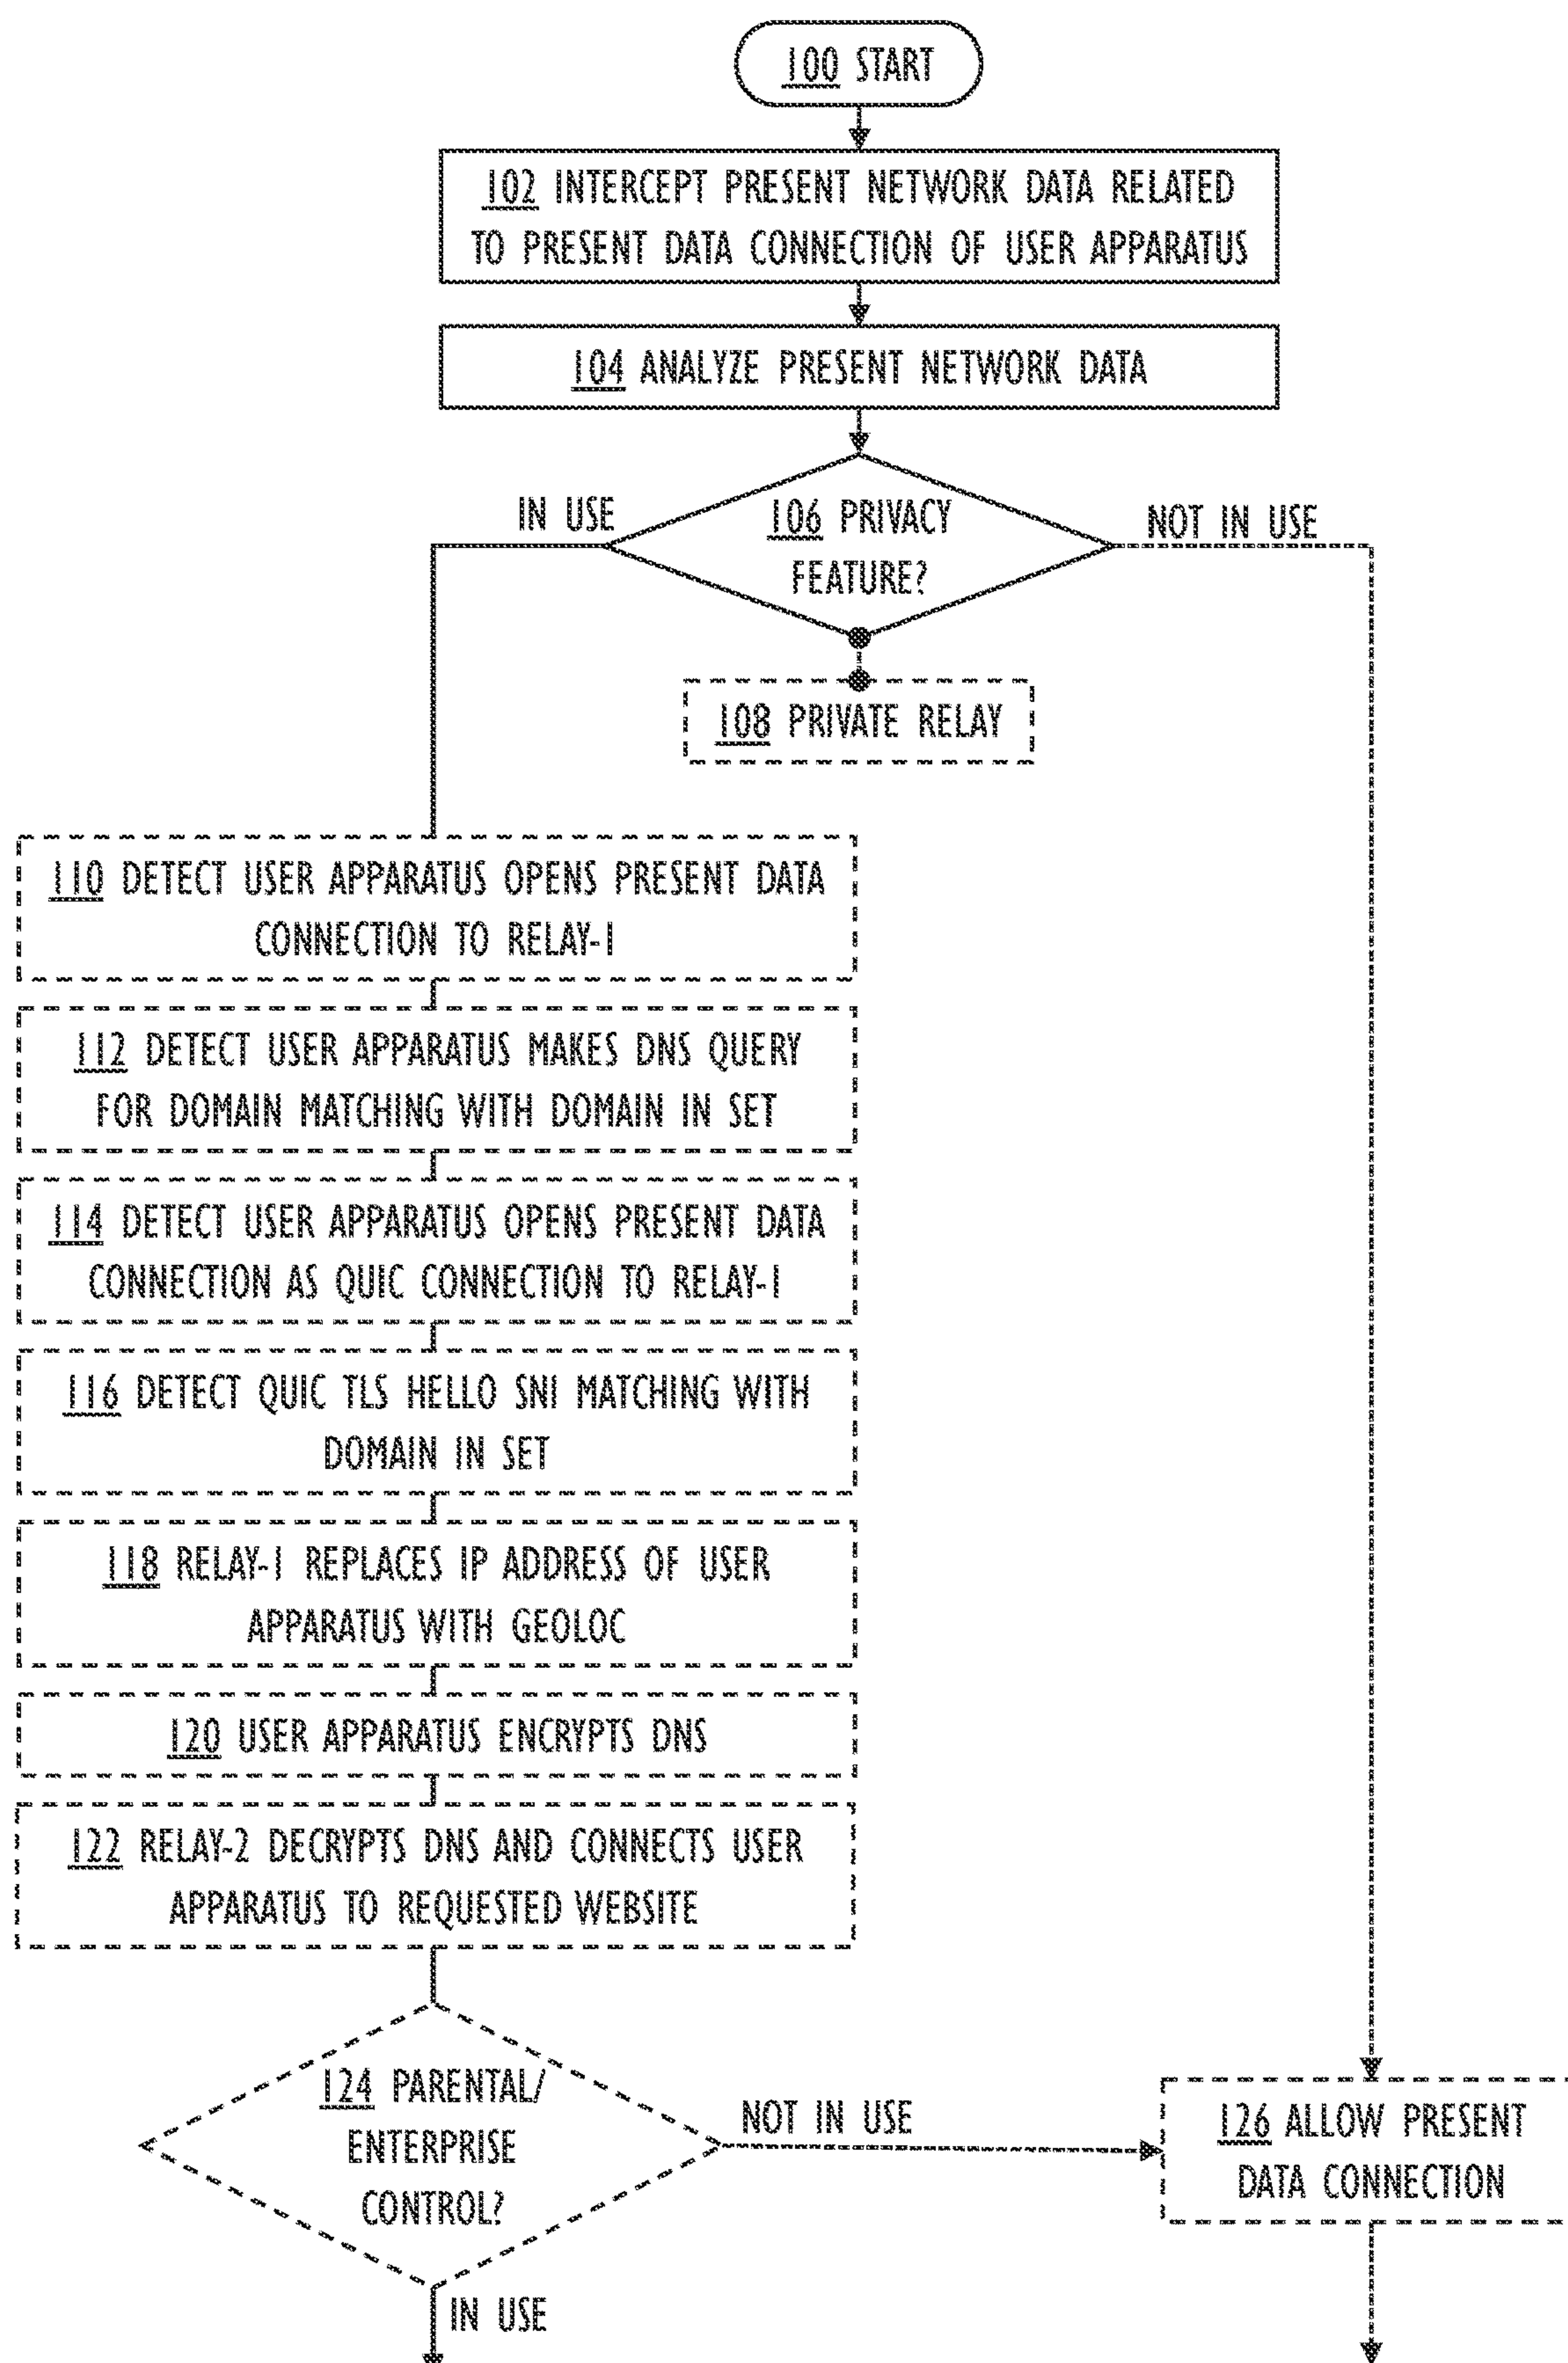 100 START
102 INTERCEPT PRESENT NETWORK DATA RELATED
TO PRESENT DATA CONNECTION OF USER APPARATUS
104 ANALYZE PRESENT NETWORK DATA
IN USE
106 PRIVACY
FEATURE?
NOT IN USE
108 PRIVATE RELAY
110 DETECT USER APPARATUS OPENS PRESENT DATA
CONNECTION TO RELAY-1
112 DETECT USER APPARATUS MAKES DNS QUERY
FOR DOMAIN MATCHING WITH DOMAIN IN SET
114 DETECT USER APPARATUS OPENS PRESENT DATA
CONNECTION AS QUIC CONNECTION TO RELAY-1
116 DETECT QUIC TLS HELLO SNI MATCHING WITH
DOMAIN IN SET
118 RELAY-1 REPLACES IP ADDRESS OF USER
APPARATUS WITH GEOLOC
120 USER APPARATUS ENCRYPTS DNS
122 RELAY-2 DECRYPTS DNS AND CONNECTS USER
APPARATUS TO REQUESTED WEBSITE
124 PARENTAL/
ENTERPRISE
CONTROL?
NOT IN USE
126 ALLOW PRESENT
DATA CONNECTION
IN USE